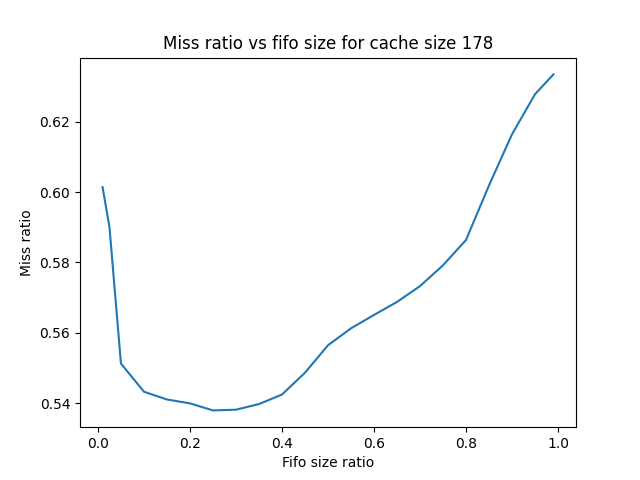 Miss ratio vs fifo size for cache size 178
Miss ratio
0.62
0.60
0.58
0.56
0.54
0.0 0.2 0.4 0.6 0.8 1.0
Fifo size ratio